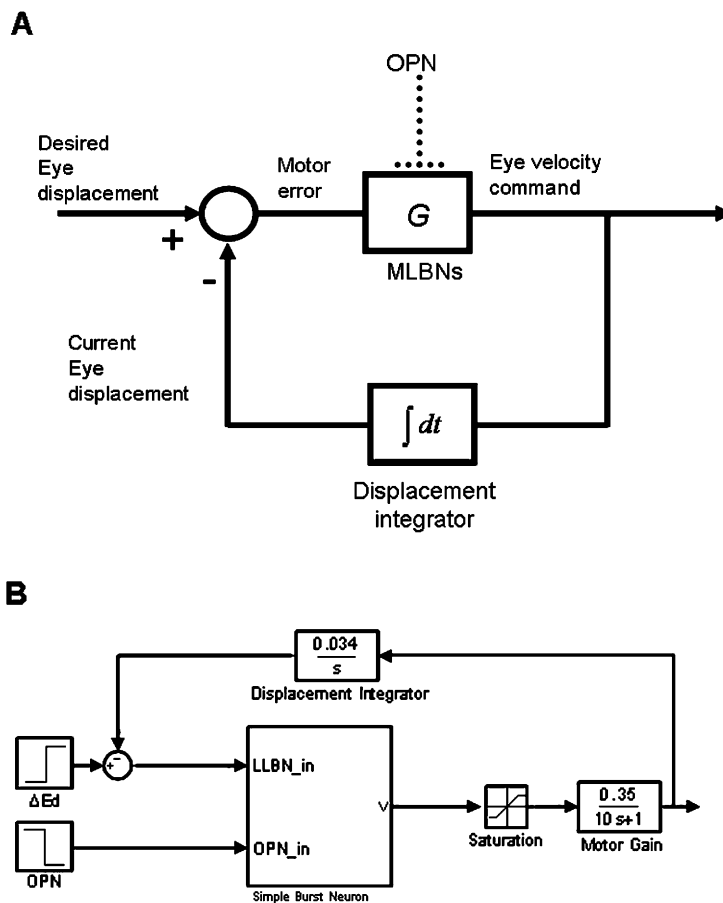 A
OPN
Desired
Eye
displacement
Motor
error
Eye velocity
command
+
G
-
MLBNs
Current
Eye
displacement
∫ dt
Displacement
integrator
B
0.034
s
Displacement Integrator
LLBN_in
+
-
ΔEd
v
0.35
10 s+1
Saturation
Motor Gain
OPN_in
OPN
Simple Burst Neuron